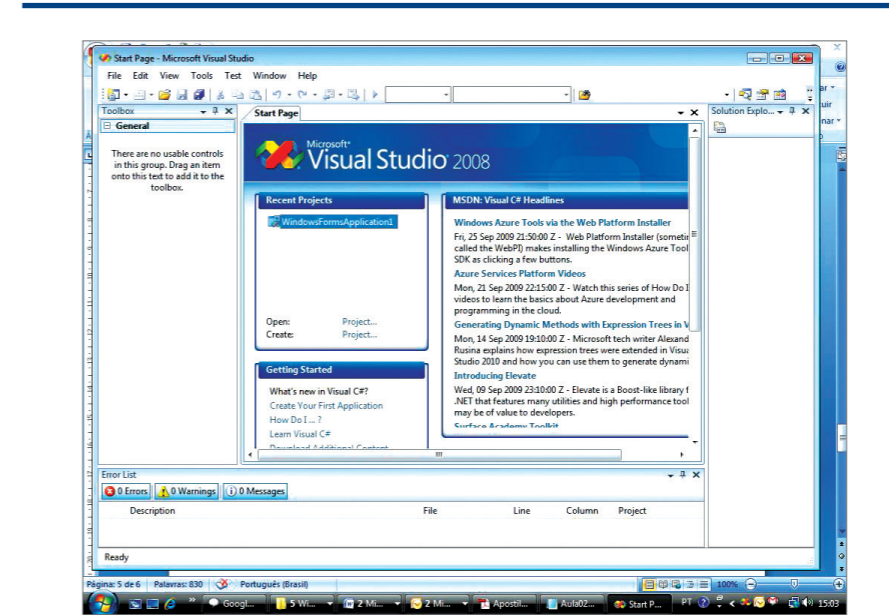 Start Page - Microsoft Visual Studio
File Edit View Tools Test Window Help
Toolbox
General
There are no usable controls
in this group. Drag an item
onto this text to add it to the
toolbox.
Start Page
Solution Explo...
Microsoft
Visual Studio 2008
Recent Projects
WindowsFormsApplication1
Open: Project...
Create: Project...
Getting Started
What's new in Visual C#?
Create Your First Application
How Do I ... ?
Learn Visual C#
Download Additional Content
MSDN: Visual C# Headlines
Windows Azure Tools via the Web Platform Installer
Fri, 25 Sep 2009 21:50:00 Z - Web Platform Installer (someti
called the WebPI) makes installing the Windows Azure Tool
SDK as clicking a few buttons.
Azure Services Platform Videos
Mon, 21 Sep 2009 22:15:00 Z - Watch this series of How Do I
videos to learn the basics about Azure development and
programming in the cloud.
Generating Dynamic Methods with Expression Trees in V
Mon, 14 Sep 2009 19:10:00 Z - Microsoft tech writer Alexand
Rusina explains how expression trees were extended in Visua
Studio 2010 and how you can use them to generate dynami
Introducing Elevate
Wed, 09 Sep 2009 23:10:00 Z - Elevate is a Boost-like library f
.NET that features many utilities and high performance tool
may be of value to developers.
Surface Academy Toolkit
Error List
0 Errors 0 Warnings 0 Messages
Description File Line Column Project
Ready
Página: 5 de 6 Palavras: 830 Português (Brasil) 100%
Googl... 5 Wi... 2 Mi... 2 Mi... Apostil... Aula02... Start P... PT 15:03